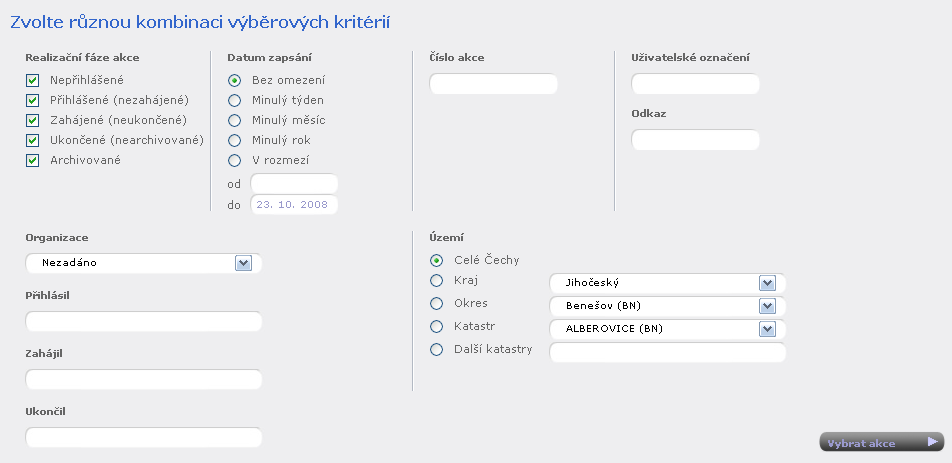 Zvolte různou kombinaci výběrových kritérií
Realizační fáze akce
Nepřihlášené
Přihlášené (nezahájené)
Zahájené (neukončené)
Ukončené (nearchivované)
Archivované
Datum zapsání
Bez omezení
Minulý týden
Minulý měsíc
Minulý rok
V rozmezí
od
do 23. 10. 2008
Číslo akce
Uživatelské označení
Odkaz
Organizace
Nezadáno
Přihlásil
Zahájil
Ukončil
Území
Celé Čechy
Kraj Jihočeský
Okres Benešov (BN)
Katastr ALBEROVICE (BN)
Další katastry
Vybrat akce